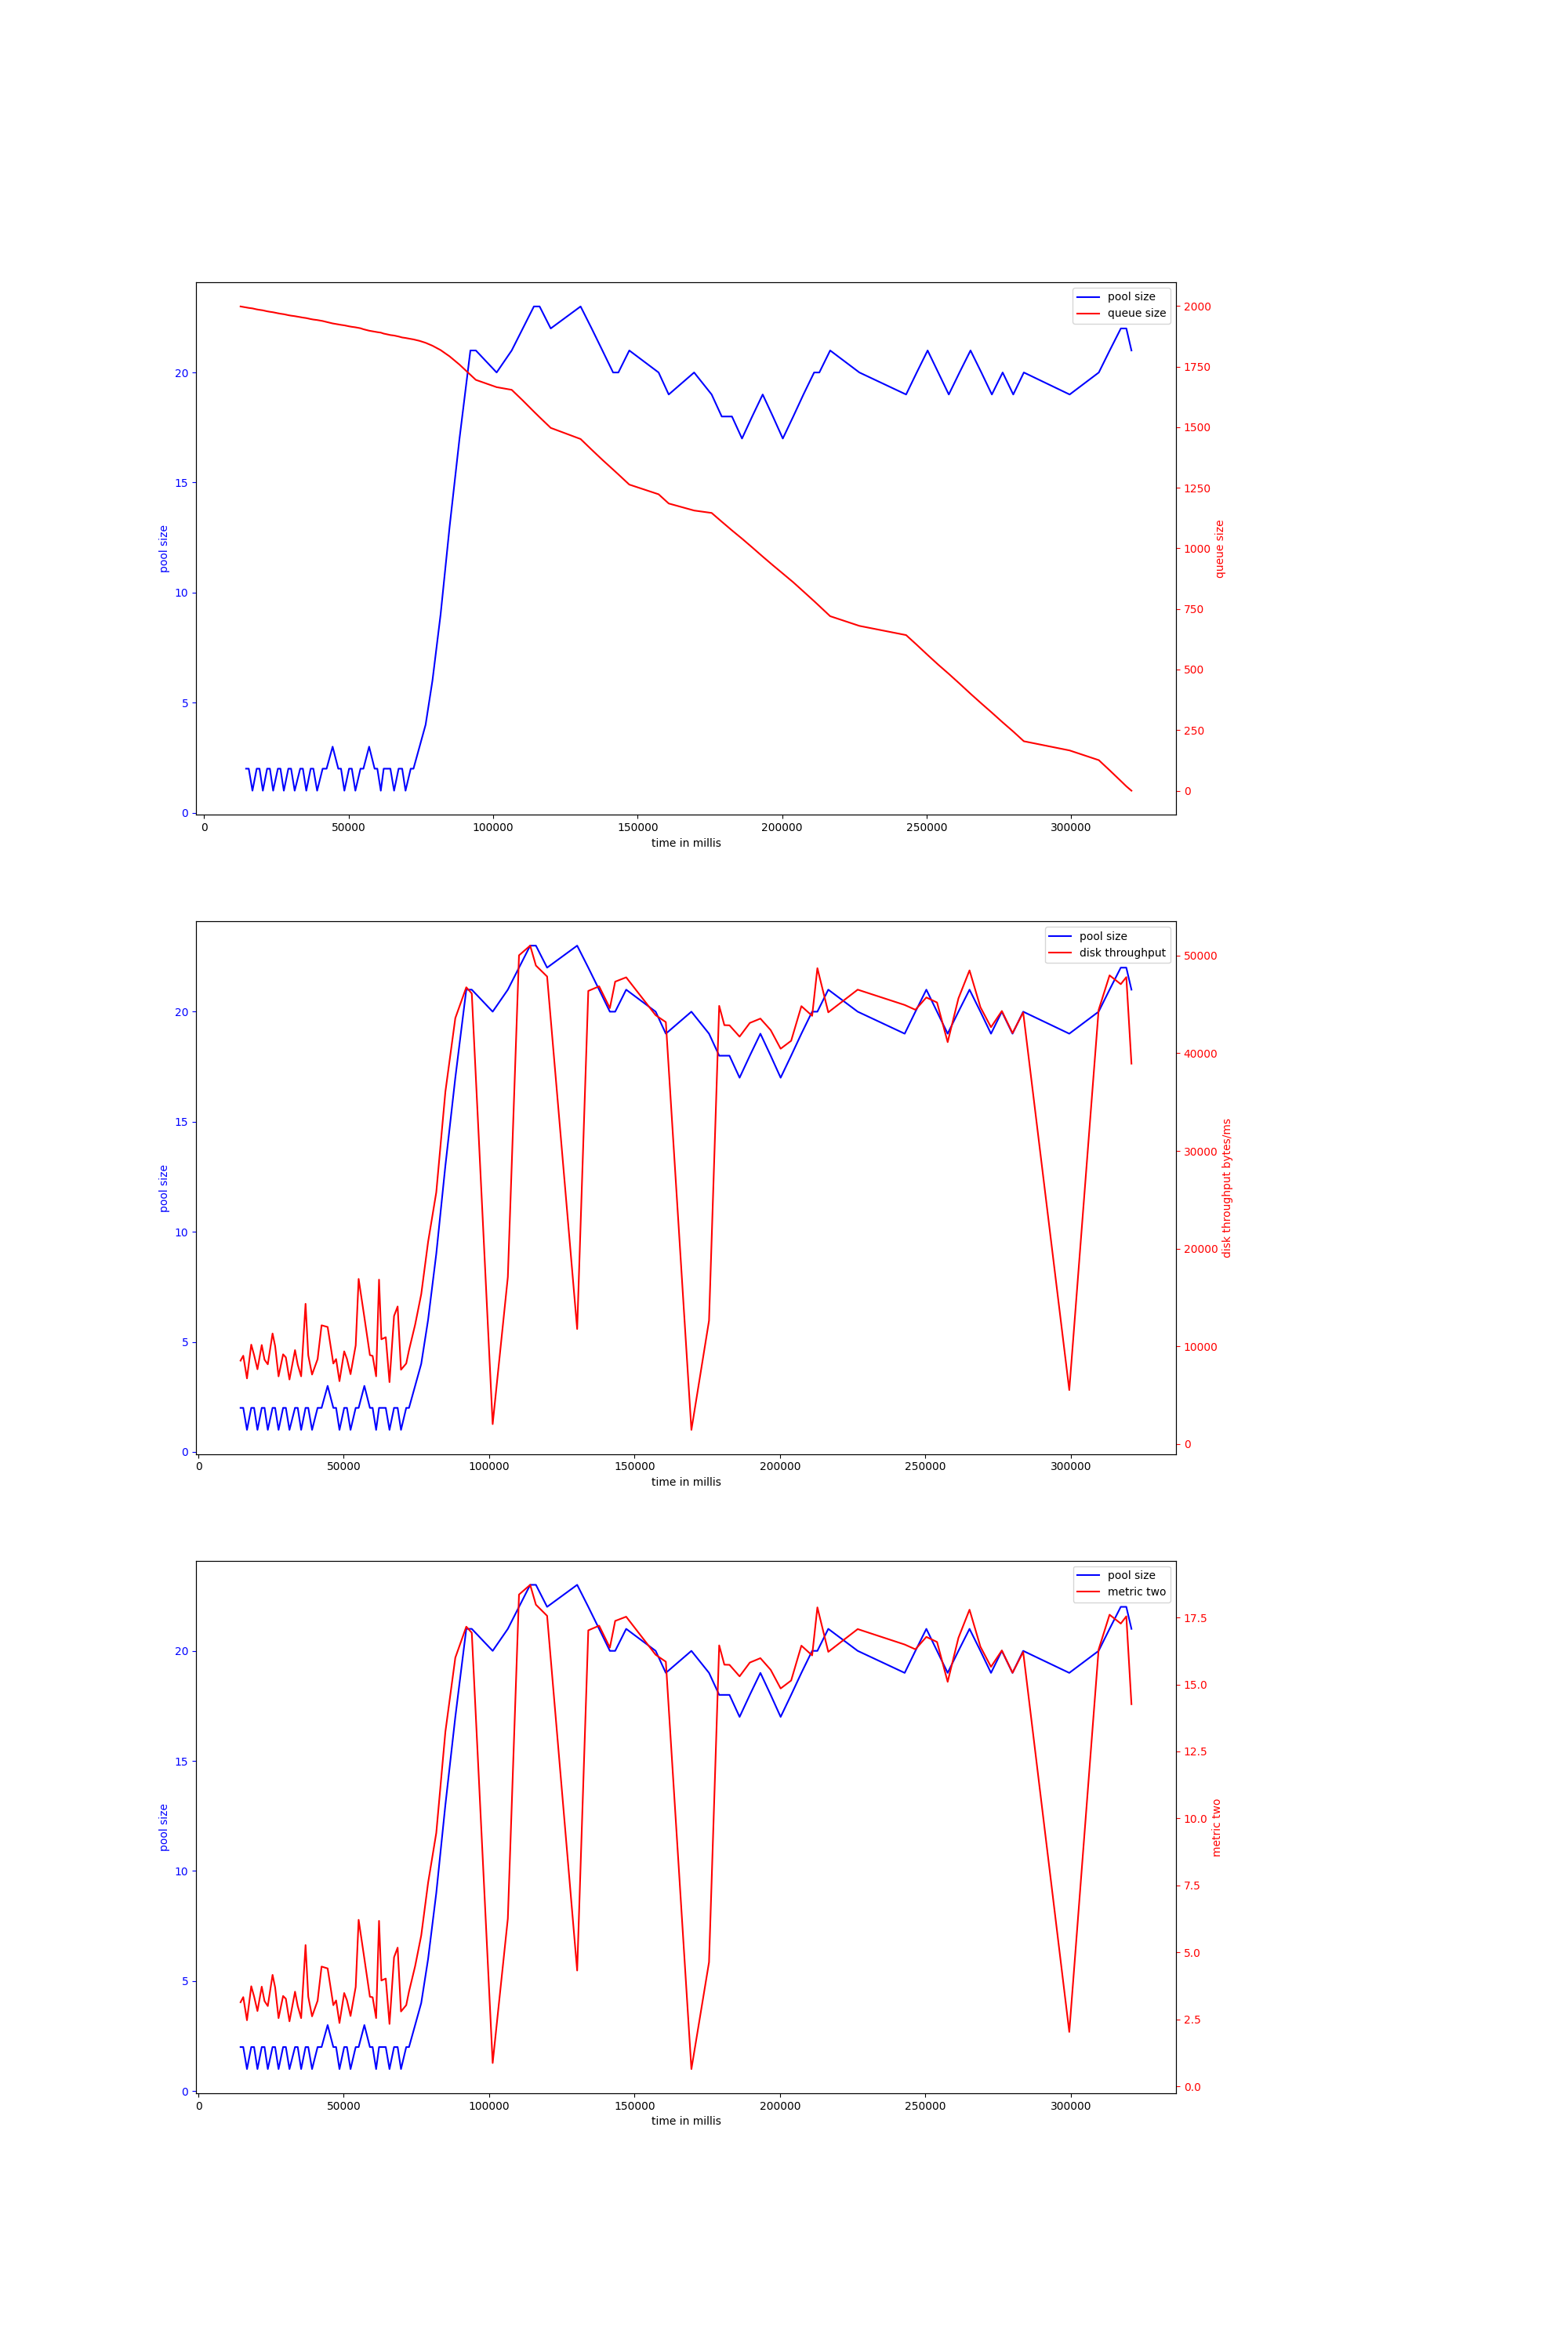 pool size
queue size
2000
1750
1500
1250
1000
750
500
250
0
queue size
20
15
10
5
0
pool size
0 50000 100000 150000 200000 250000 300000
time in millis
pool size
disk throughput
50000
40000
30000
20000
10000
0
disk throughput bytes/ms
20
15
10
5
0
pool size
0 50000 100000 150000 200000 250000 300000
time in millis
pool size
metric two
17.5
15.0
12.5
10.0
7.5
5.0
2.5
0.0
metric two
20
15
10
5
0
pool size
0 50000 100000 150000 200000 250000 300000
time in millis